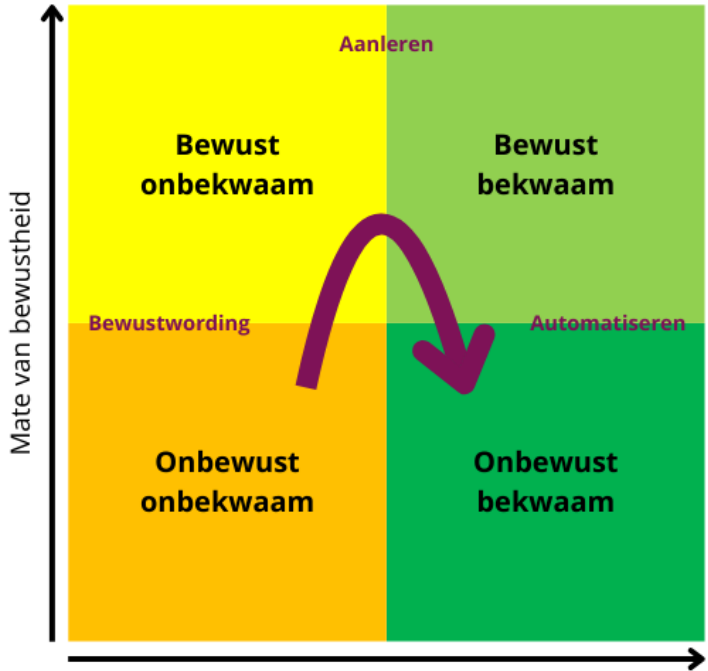 Aanleren
Bewust
onbekwaam
Bewust
bekwaam
Mate van bewustheid
Bewustwording
Automatiseren
Onbewust
onbekwaam
Onbewust
bekwaam